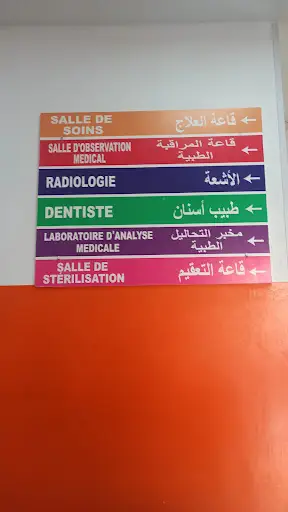 SALLE DE
SOINS
قاعة العلاج
SALLE D'OBSERVATION
MEDICAL
قاعة المراقبة
الطبية
RADIOLOGIE
الأشعة
DENTISTE
طبيب أسنان
LABORATOIRE D'ANALYSE
MEDICALE
مخبر التحاليل
الطبية
SALLE DE
STÉRILISATION
قاعة التعقيم